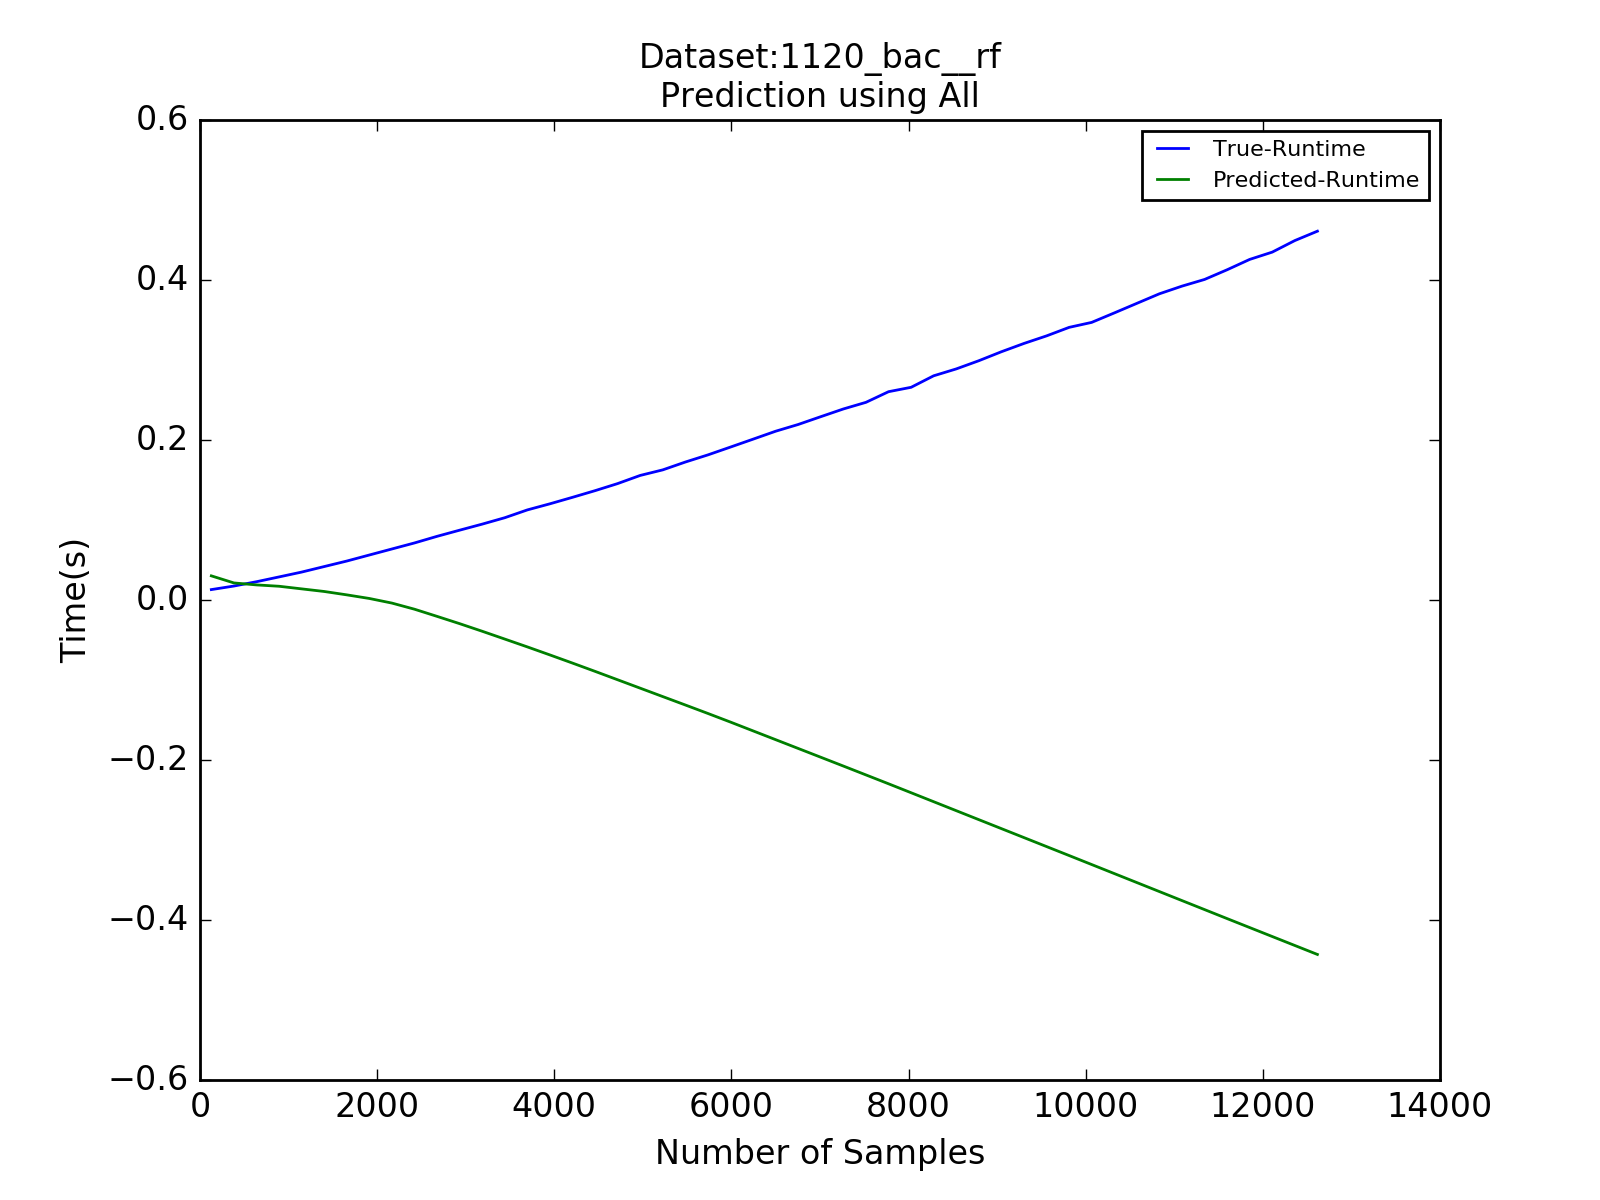 Dataset:1120_bac__rf
Prediction using All
True-Runtime
Predicted-Runtime
0.6
0.4
0.2
0.0
−0.2
−0.4
−0.6
Time(s)
0 2000 4000 6000 8000 10000 12000 14000
Number of Samples